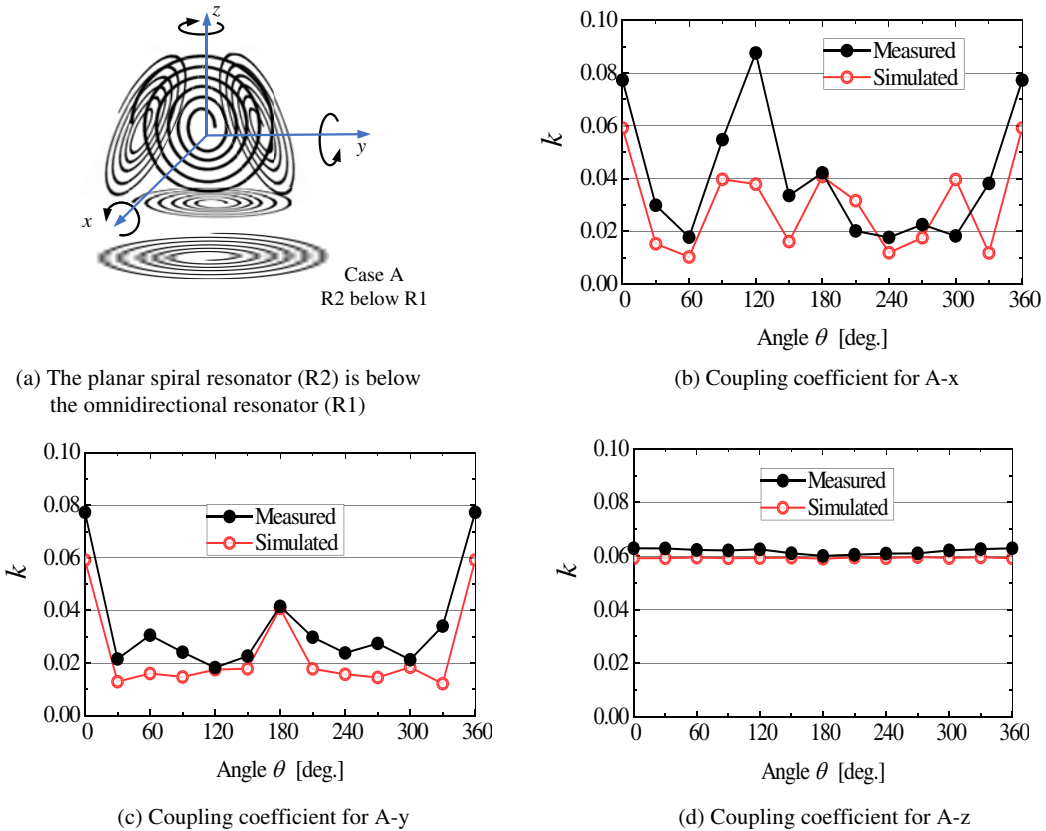 z
y
x
Case A
R2 below R1
(a) The planar spiral resonator (R2) is below
the omnidirectional resonator (R1)
0.10
0.08
0.06
0.04
0.02
0.00
k
Measured
Simulated
0 60 120 180 240 300 360
Angle θ [deg.]
(b) Coupling coefficient for A-x
0.10
0.08
0.06
0.04
0.02
0.00
k
Measured
Simulated
0 60 120 180 240 300 360
Angle θ [deg.]
(c) Coupling coefficient for A-y
0.10
0.08
0.06
0.04
0.02
0.00
k
Measured
Simulated
0 60 120 180 240 300 360
Angle θ [deg.]
(d) Coupling coefficient for A-z